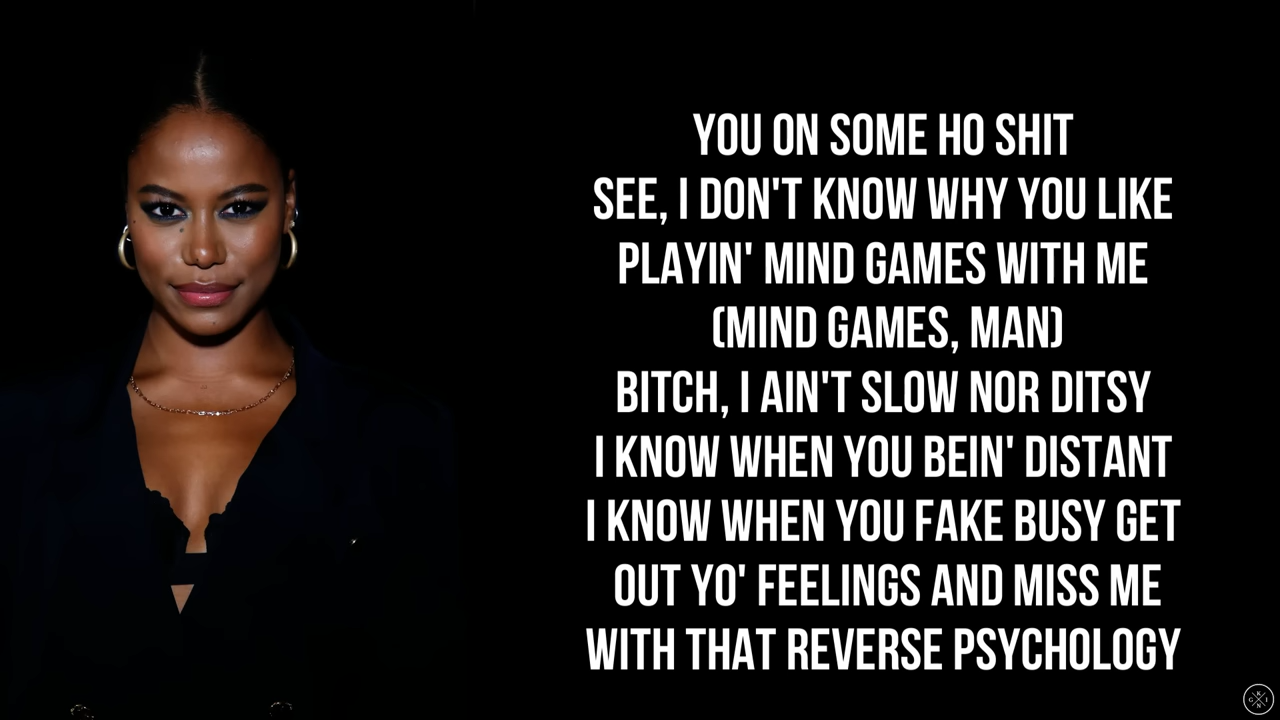 YOU ON SOME HO SHIT
SEE, I DON'T KNOW WHY YOU LIKE
PLAYIN' MIND GAMES WITH ME
(MIND GAMES, MAN)
BITCH, I AIN'T SLOW NOR DITSY
I KNOW WHEN YOU BEIN' DISTANT
I KNOW WHEN YOU FAKE BUSY GET
OUT YO' FEELINGS AND MISS ME
WITH THAT REVERSE PSYCHOLOGY